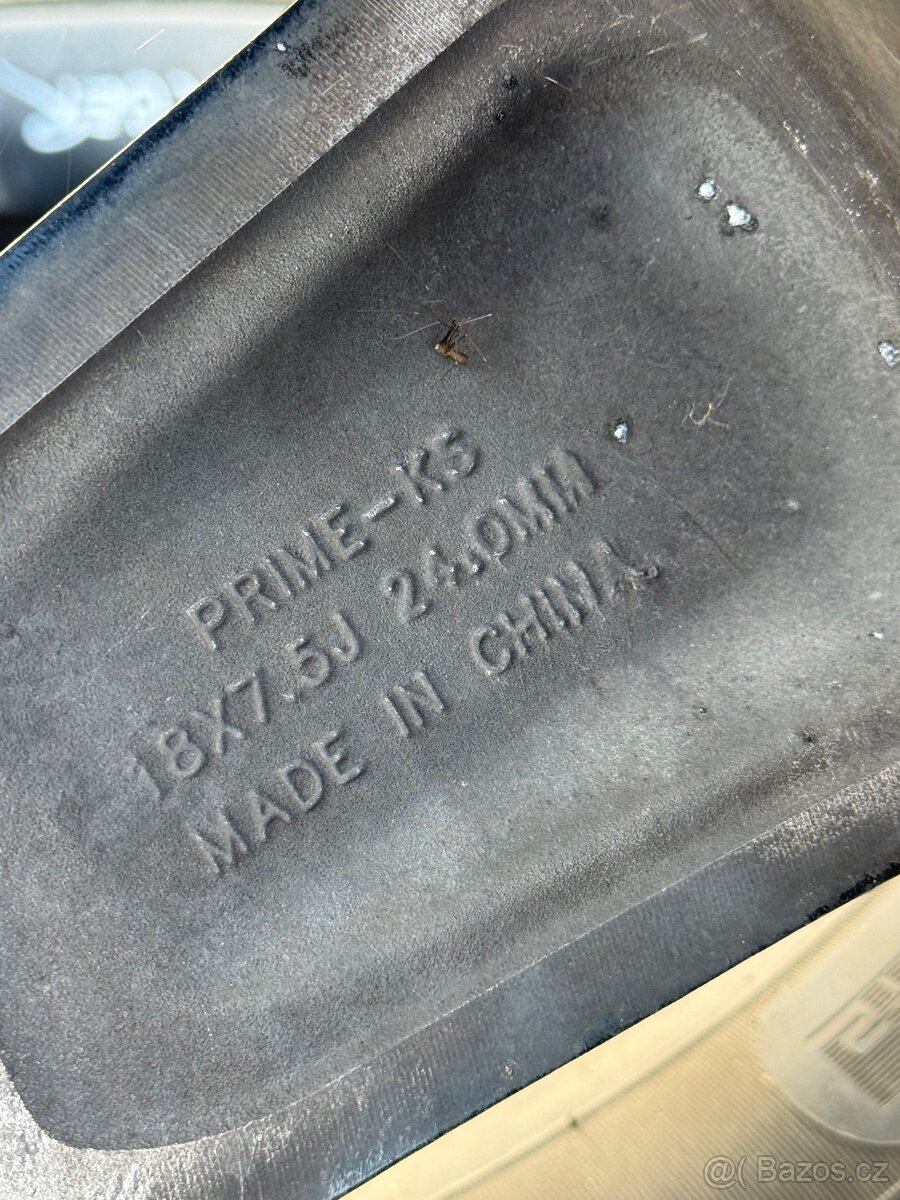 PRIME-K5
18X7.5J 24.0MM
MADE IN CHINA
@( Bazos.cz